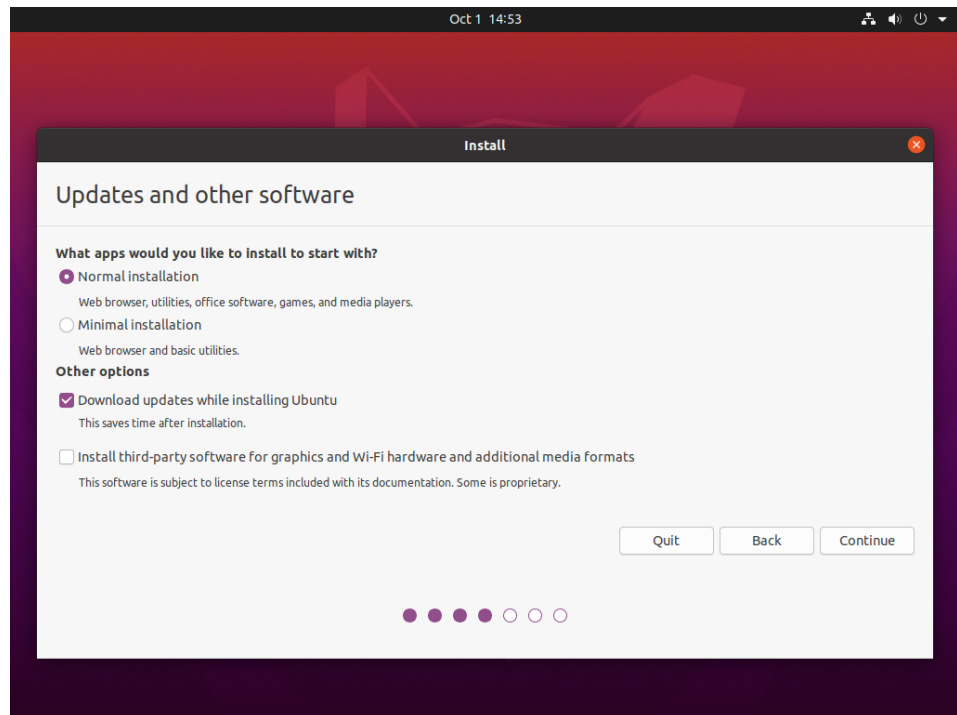 Oct 1 14:53
Install
Updates and other software
What apps would you like to install to start with?
Normal installation
Web browser, utilities, office software, games, and media players.
Minimal installation
Web browser and basic utilities.
Other options
Download updates while installing Ubuntu
This saves time after installation.
Install third-party software for graphics and Wi-Fi hardware and additional media formats
This software is subject to license terms included with its documentation. Some is proprietary.
Quit Back Continue